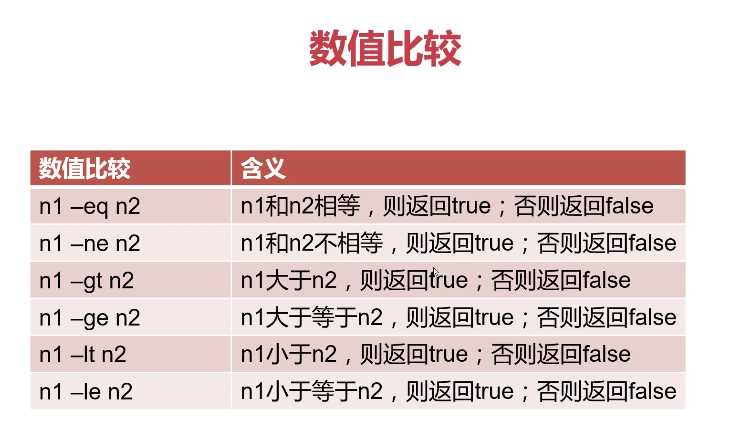 数值比较
数值比较 含义
n1 –eq n2 n1和n2相等，则返回true；否则返回false
n1 –ne n2 n1和n2不相等，则返回true；否则返回false
n1 –gt n2 n1大于n2，则返回true；否则返回false
n1 –ge n2 n1大于等于n2，则返回true；否则返回false
n1 –lt n2 n1小于n2，则返回true；否则返回false
n1 –le n2 n1小于等于n2，则返回true；否则返回false